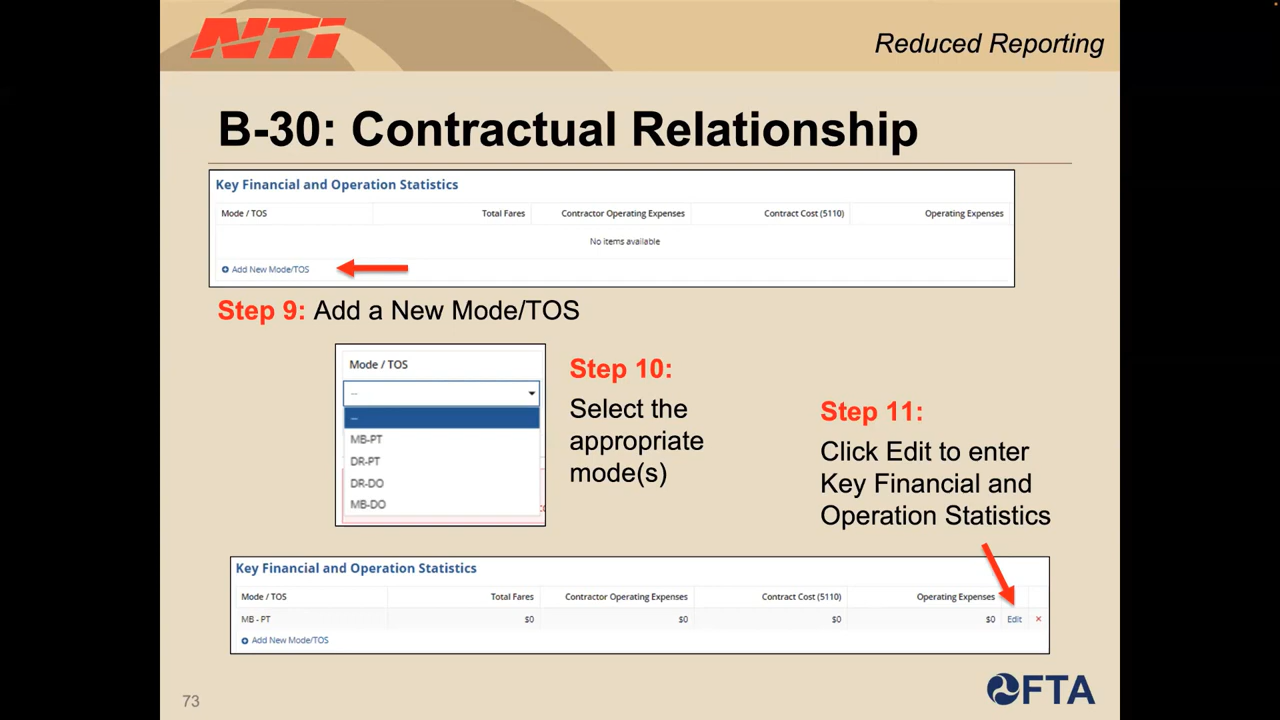 NTI
Reduced Reporting
B-30: Contractual Relationship
Key Financial and Operation Statistics
Mode / TOS Total Fares Contractor Operating Expenses Contract Cost (5110) Operating Expenses
No items available
Add New Mode/TOS
Step 9: Add a New Mode/TOS
Mode / TOS
--
--
MB-PT
DR-PT
DR-DO
MB-DO
Step 10:
Select the
appropriate
mode(s)
Step 11:
Click Edit to enter
Key Financial and
Operation Statistics
Key Financial and Operation Statistics
Mode / TOS Total Fares Contractor Operating Expenses Contract Cost (5110) Operating Expenses
MB - PT $0 $0 $0 $0 Edit ×
Add New Mode/TOS
73
FTA